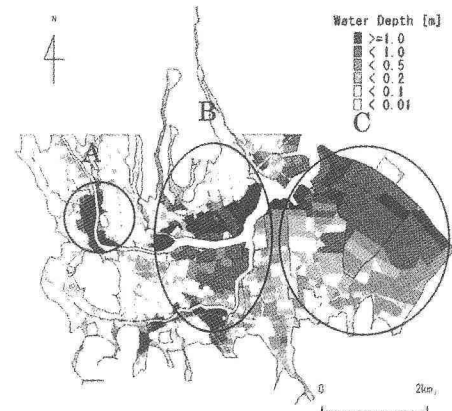 N
Water Depth [m]
>=1.0
< 1.0
< 0.5
< 0.2
< 0.1
< 0.01
A
B
C
0 2km